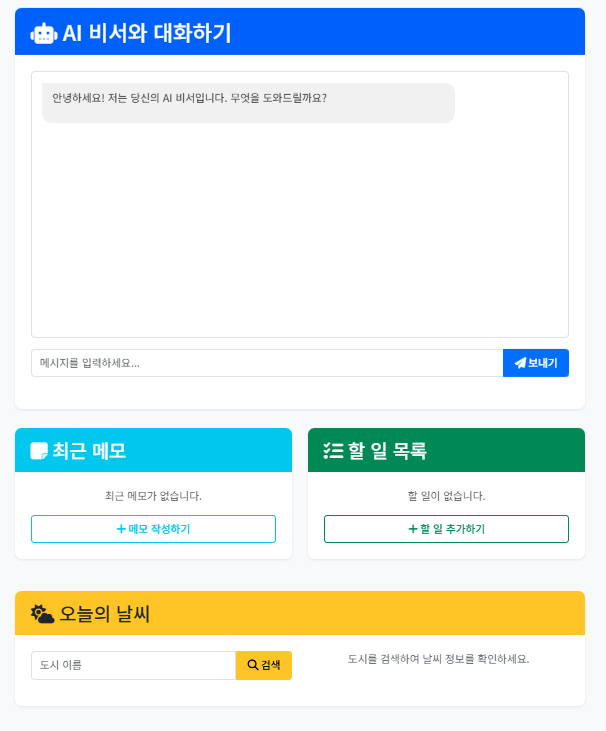 AI 비서와 대화하기
안녕하세요! 저는 당신의 AI 비서입니다. 무엇을 도와드릴까요?
메시지를 입력하세요...
보내기
최근 메모
최근 메모가 없습니다.
메모 작성하기
할 일 목록
할 일이 없습니다.
할 일 추가하기
오늘의 날씨
도시 이름
검색
도시를 검색하여 날씨 정보를 확인하세요.